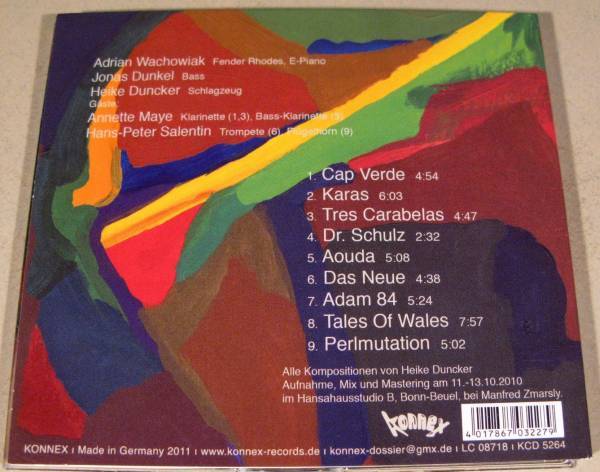 Adrian Wachowiak Fender Rhodes, E-Piano
Jonas Dunkel Bass
Heike Duncker Schlagzeug
Gäste:
Annette Maye Klarinette (1,3), Bass-Klarinette (5)
Hans-Peter Salentin Trompete (6), Flügelhorn (9)
1. Cap Verde 4:54
2. Karas 6:03
3. Tres Carabelas 4:47
4. Dr. Schulz 2:32
5. Aouda 5:08
6. Das Neue 4:38
7. Adam 84 5:24
8. Tales Of Wales 7:57
9. Perlmutation 5:02
Alle Kompositionen von Heike Duncker
Aufnahme, Mix und Mastering am 11.-13.10.2010
im Hansahausstudio B, Bonn-Beuel, bei Manfred Zmarsly.
konnex
4 017867 032279
KONNEX I Made in Germany 2011 I www.konnex-records.de I konnex-dossier@gmx.de I LC 08718 I KCD 5264